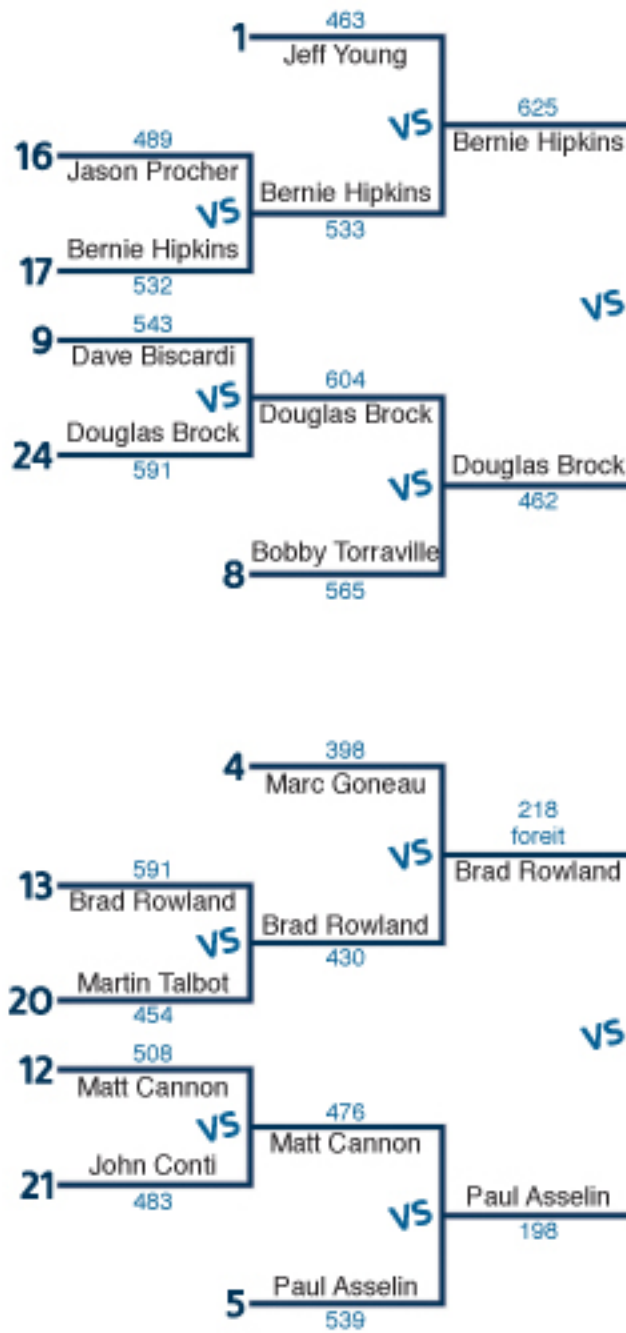 463
1
Jeff Young
VS
625
Bernie Hipkins
489
16
Jason Procher
VS
Bernie Hipkins
533
Bernie Hipkins
17
532
VS
543
9
Dave Biscardi
VS
604
Douglas Brock
Douglas Brock
24
591
VS
Douglas Brock
462
Bobby Torraville
8
565
398
4
Marc Goneau
VS
218
foreit
Brad Rowland
591
13
Brad Rowland
VS
Brad Rowland
430
Martin Talbot
20
454
VS
508
12
Matt Cannon
VS
476
Matt Cannon
John Conti
21
483
VS
Paul Asselin
198
Paul Asselin
5
539